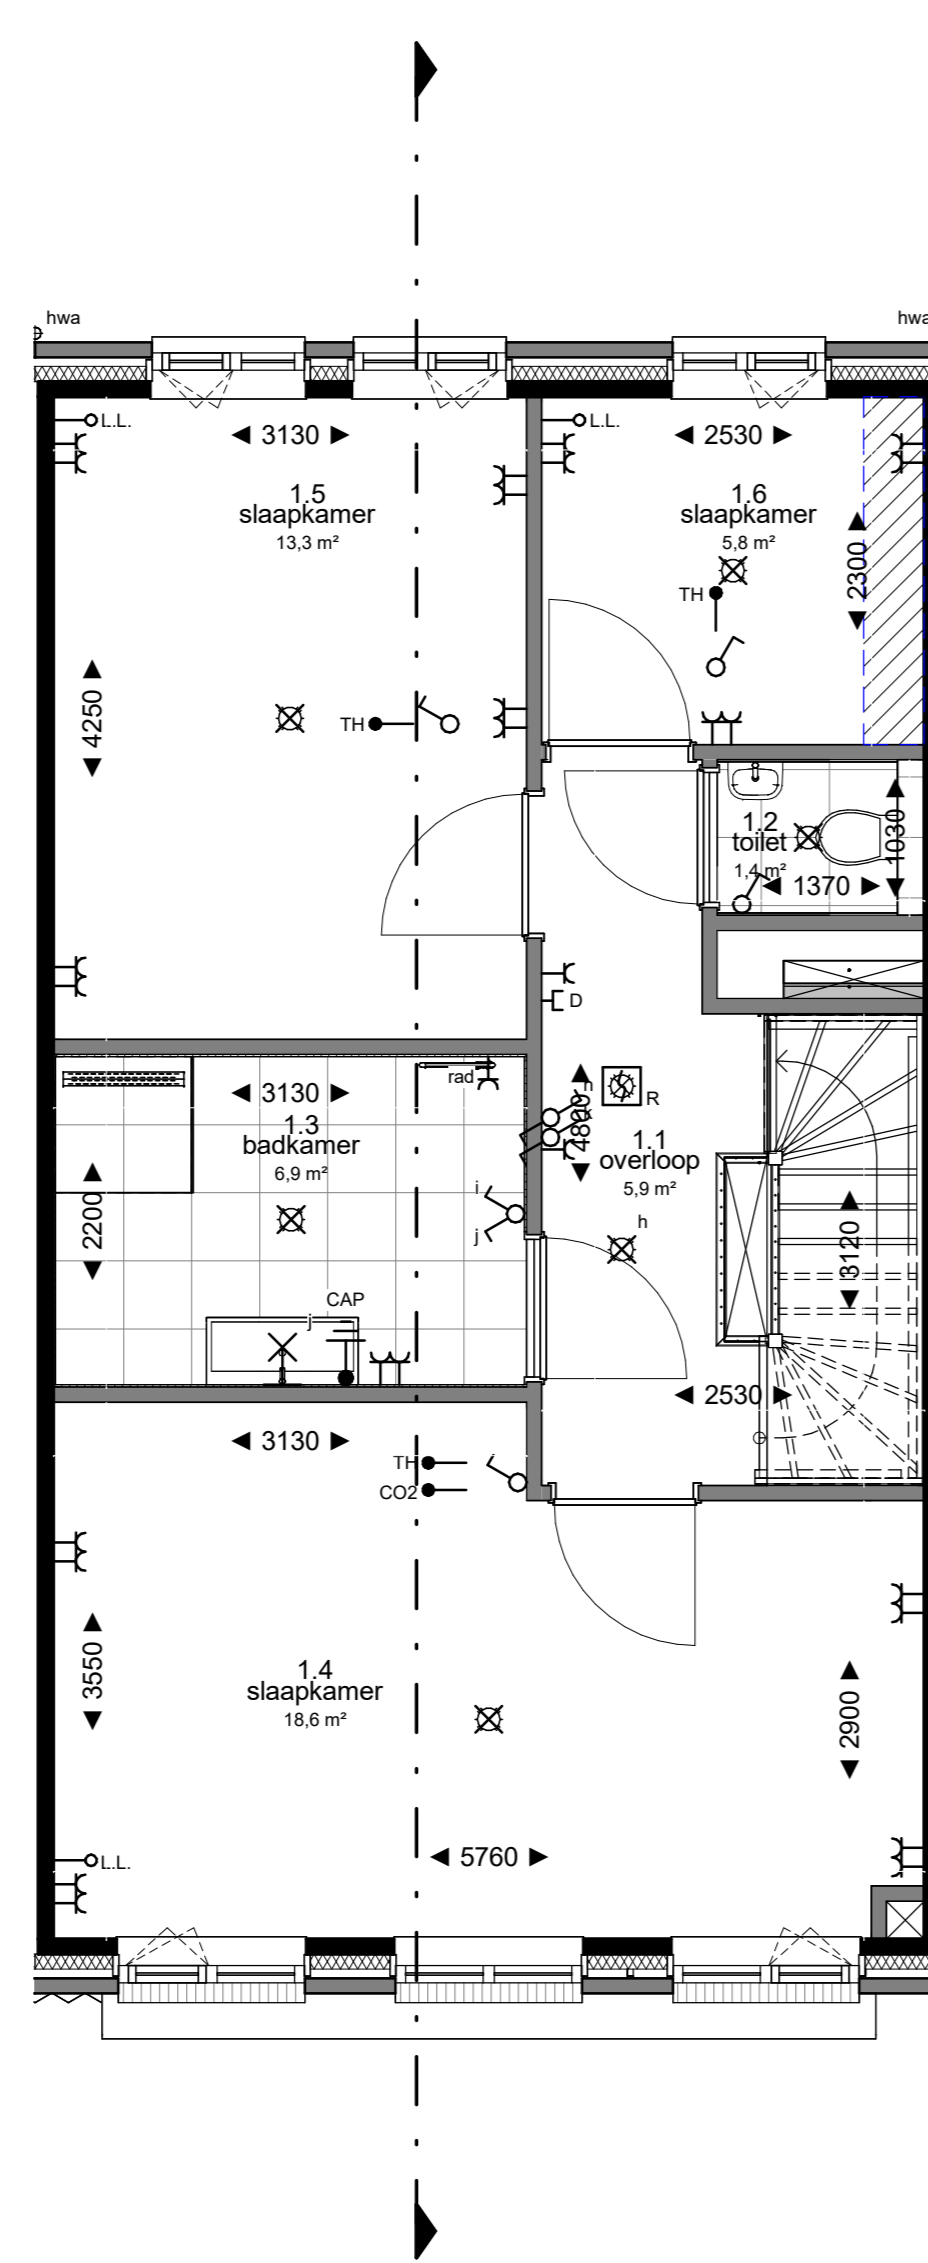 hwa
hwa
L.L.
3130
L.L.
2530
1.5
slaapkamer
13,3 m²
1.6
slaapkamer
5,8 m²
2300
TH
4250
TH
1.2
toilet
1,4 m²
1030
1370
D
rad
3130
1.3
badkamer
6,9 m²
2200
n
R
4800
1.1
overloop
5,9 m²
i
j
h
3120
CAP
j
2530
3130
TH
CO2
3550
1.4
slaapkamer
18,6 m²
2900
5760
L.L.